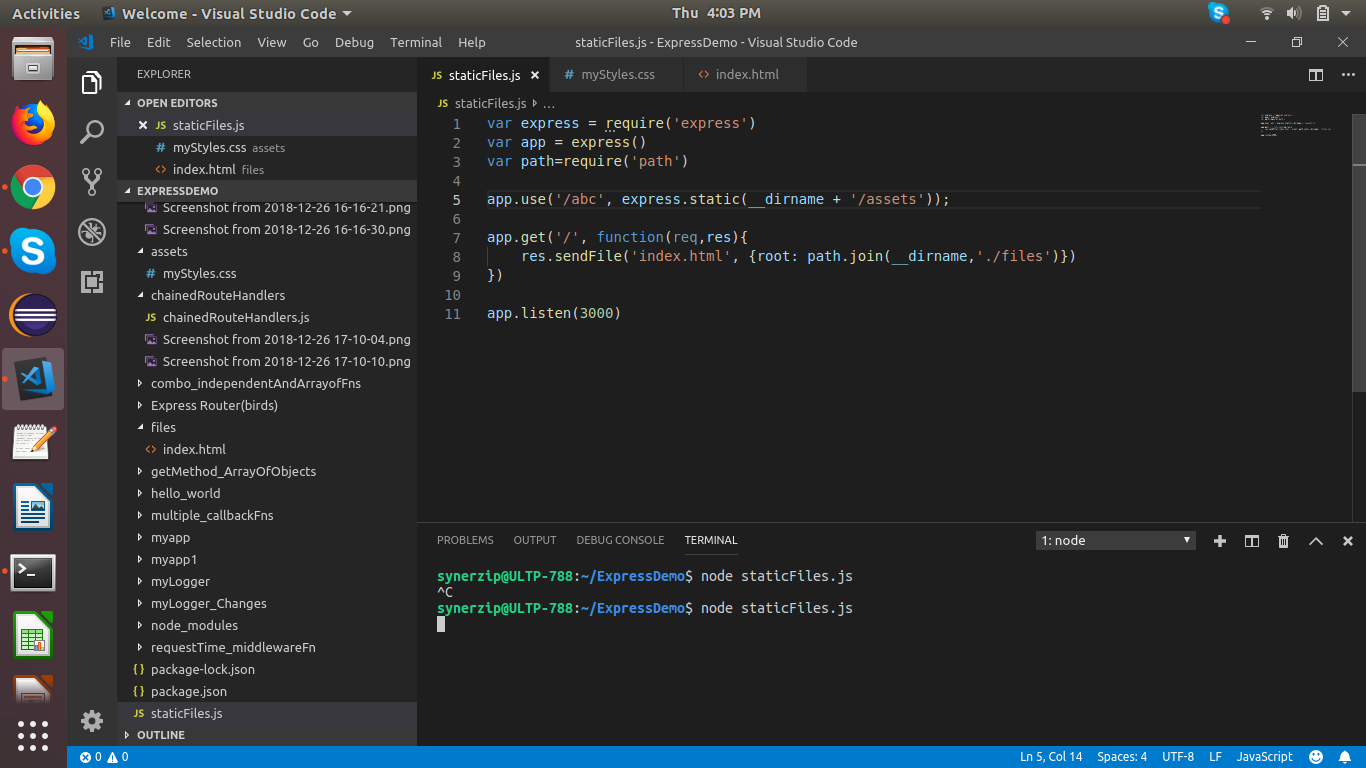 Activities
Welcome - Visual Studio Code
Thu 4:03 PM
File Edit Selection View Go Debug Terminal Help
staticFiles.js - ExpressDemo - Visual Studio Code
EXPLORER
OPEN EDITORS
staticFiles.js
myStyles.css assets
index.html files
EXPRESSDEMO
Screenshot from 2018-12-26 16-16-21.png
Screenshot from 2018-12-26 16-16-30.png
assets
myStyles.css
chainedRouteHandlers
JS chainedRouteHandlers.js
Screenshot from 2018-12-26 17-10-04.png
Screenshot from 2018-12-26 17-10-10.png
combo_independentAndArrayofFns
Express Router(birds)
files
index.html
getMethod_ArrayOfObjects
hello_world
multiple_callbackFns
myapp
myapp1
myLogger
myLogger_Changes
node_modules
requestTime_middlewareFn
package-lock.json
package.json
JS staticFiles.js
OUTLINE
JS staticFiles.js
# myStyles.css
<> index.html
JS staticFiles.js ...
1 var express = require('express')
2 var app = express()
3 var path=require('path')
4
5 app.use('/abc', express.static(__dirname + '/assets'));
6
7 app.get('/', function(req,res){
8 res.sendFile('index.html', {root: path.join(__dirname,'./files')})
9 })
10
11 app.listen(3000)
PROBLEMS OUTPUT DEBUG CONSOLE TERMINAL
1: node
synerzip@ULTP-788:~/ExpressDemo$ node staticFiles.js
^C
synerzip@ULTP-788:~/ExpressDemo$ node staticFiles.js
0 0
Ln 5, Col 14 Spaces: 4 UTF-8 LF JavaScript